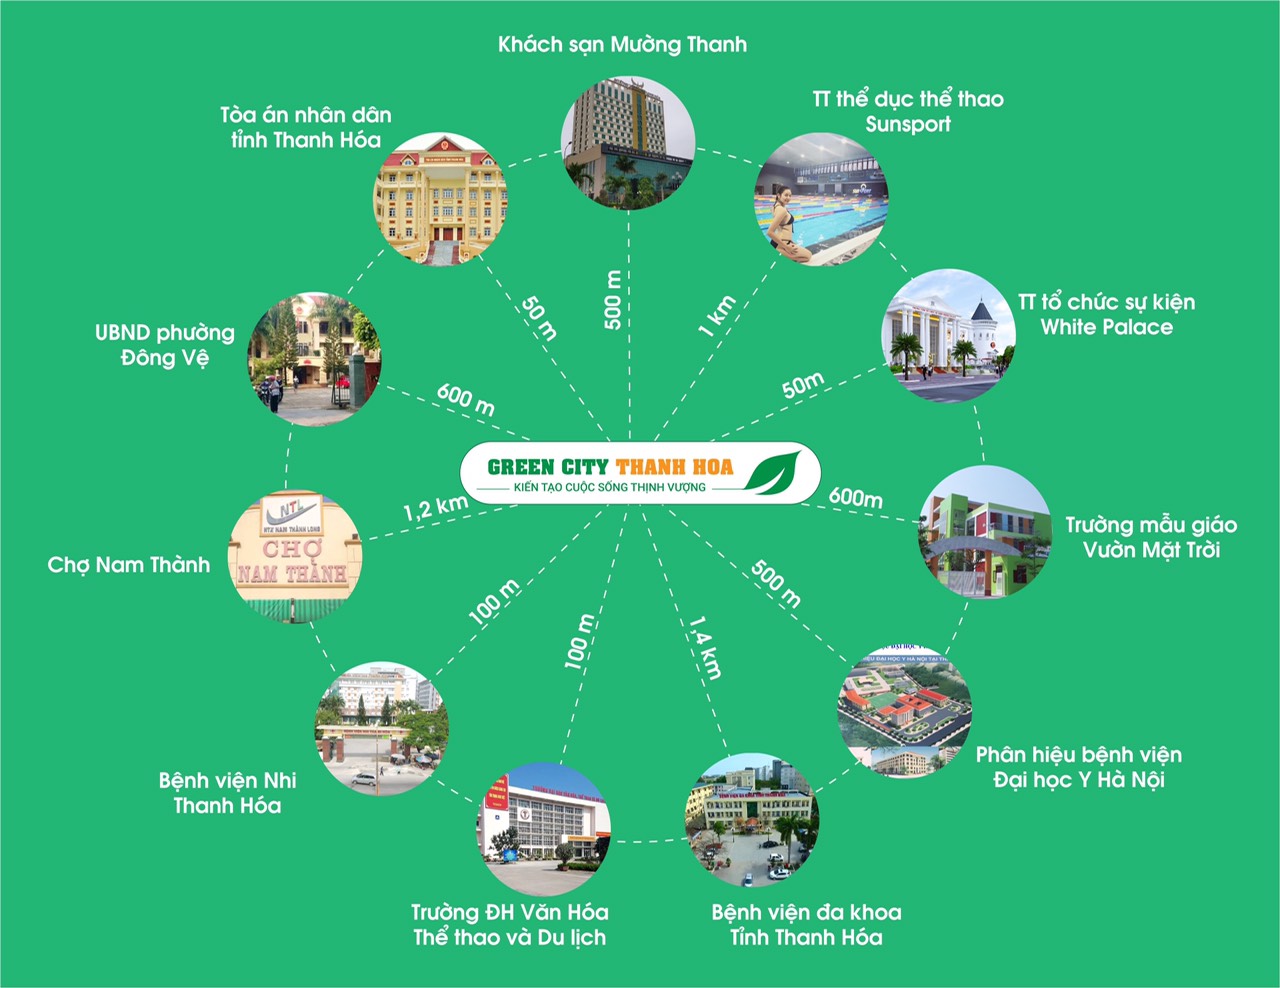 Khách sạn Mường Thanh
TT thể dục thể thao
Sunsport
Tòa án nhân dân
tỉnh Thanh Hóa
TT tổ chức sự kiện
White Palace
UBND phường
Đông Vệ
50 m
500 m
1 km
600 m
50m
GREEN CITY THANH HOA
KIẾN TẠO CUỘC SỐNG THỊNH VƯỢNG
1,2 km
600m
NTL
NTV NAM THÀNH LONG
CHỢ
NAM THÀNH
Chợ Nam Thành
Trường mẫu giáo
Vườn Mặt Trời
100 m
100 m
1,4 km
500 m
Phân hiệu bệnh viện
Đại học Y Hà Nội
Bệnh viện Nhi
Thanh Hóa
Trường ĐH Văn Hóa
Thể thao và Du lịch
Bệnh viện đa khoa
Tỉnh Thanh Hóa